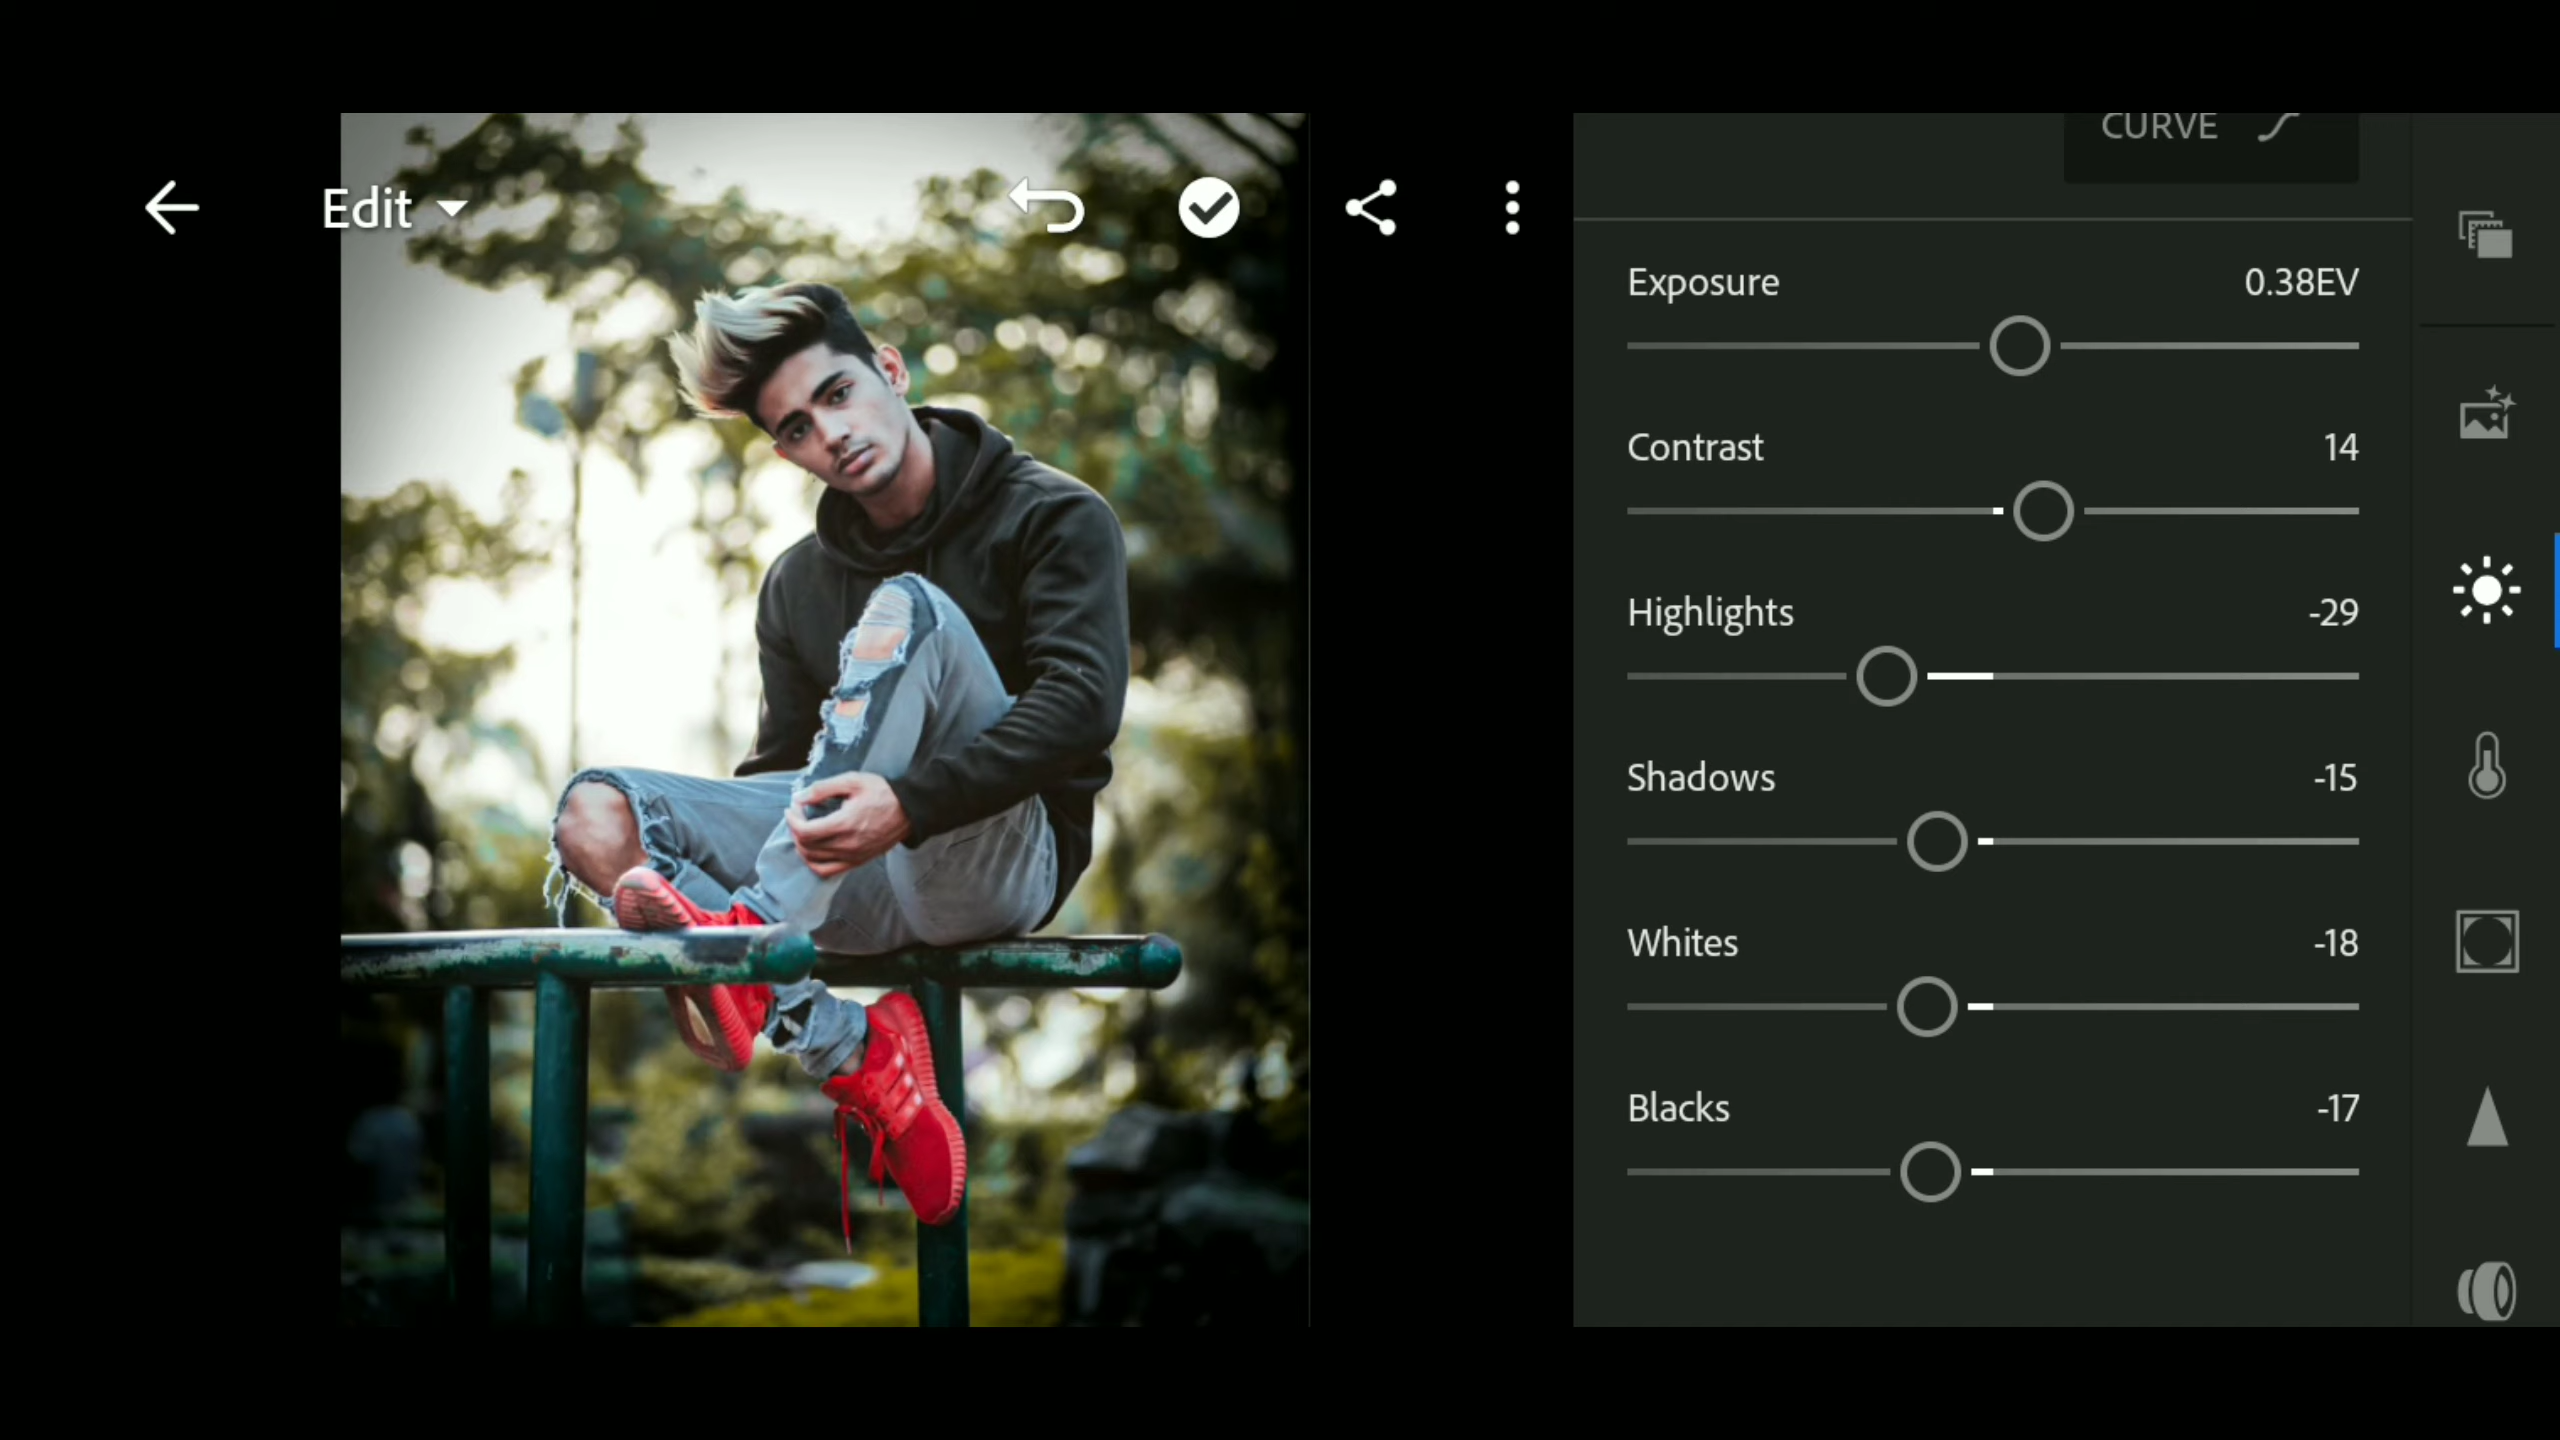 Edit
CURVE
Exposure 0.38EV
Contrast 14
Highlights -29
Shadows -15
Whites -18
Blacks -17